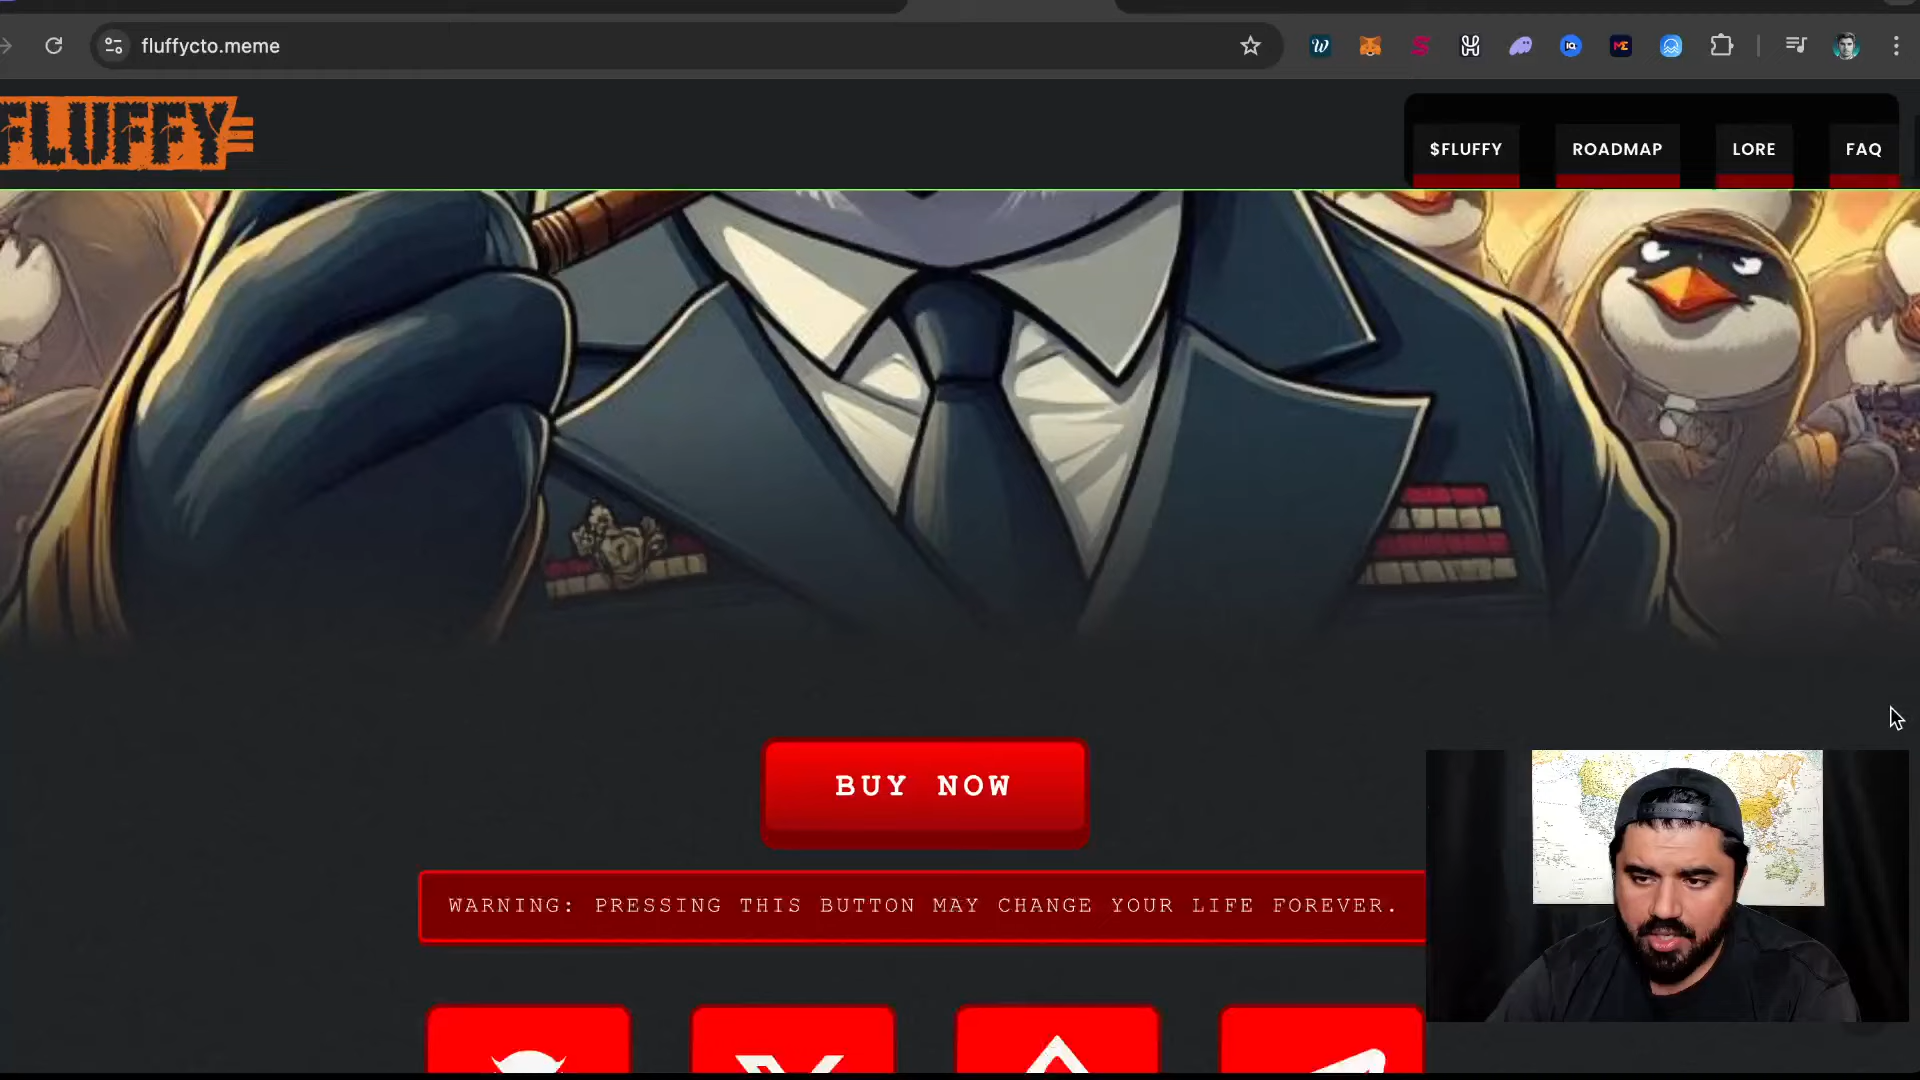 fluffycto.meme
FLUFFY
$FLUFFY
ROADMAP
LORE
FAQ
BUY NOW
WARNING: PRESSING THIS BUTTON MAY CHANGE YOUR LIFE FOREVER.